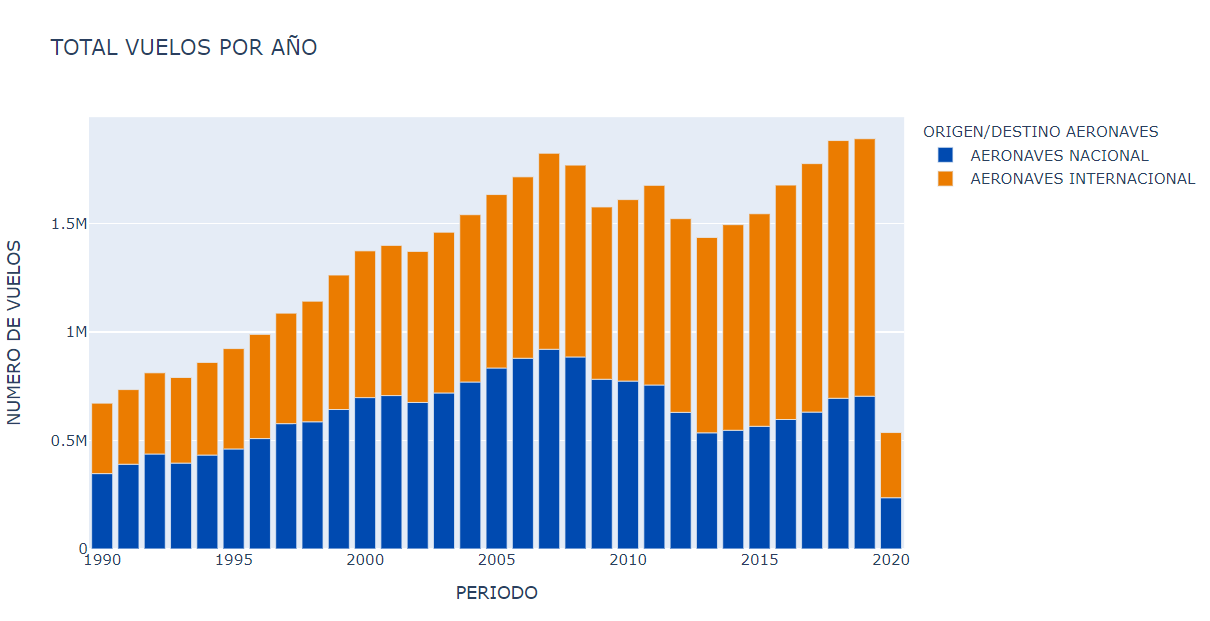 TOTAL VUELOS POR AÑO
ORIGEN/DESTINO AERONAVES
AERONAVES NACIONAL
AERONAVES INTERNACIONAL
NUMERO DE VUELOS
1.5M
1M
0.5M
0
1990 1995 2000 2005 2010 2015 2020
PERIODO